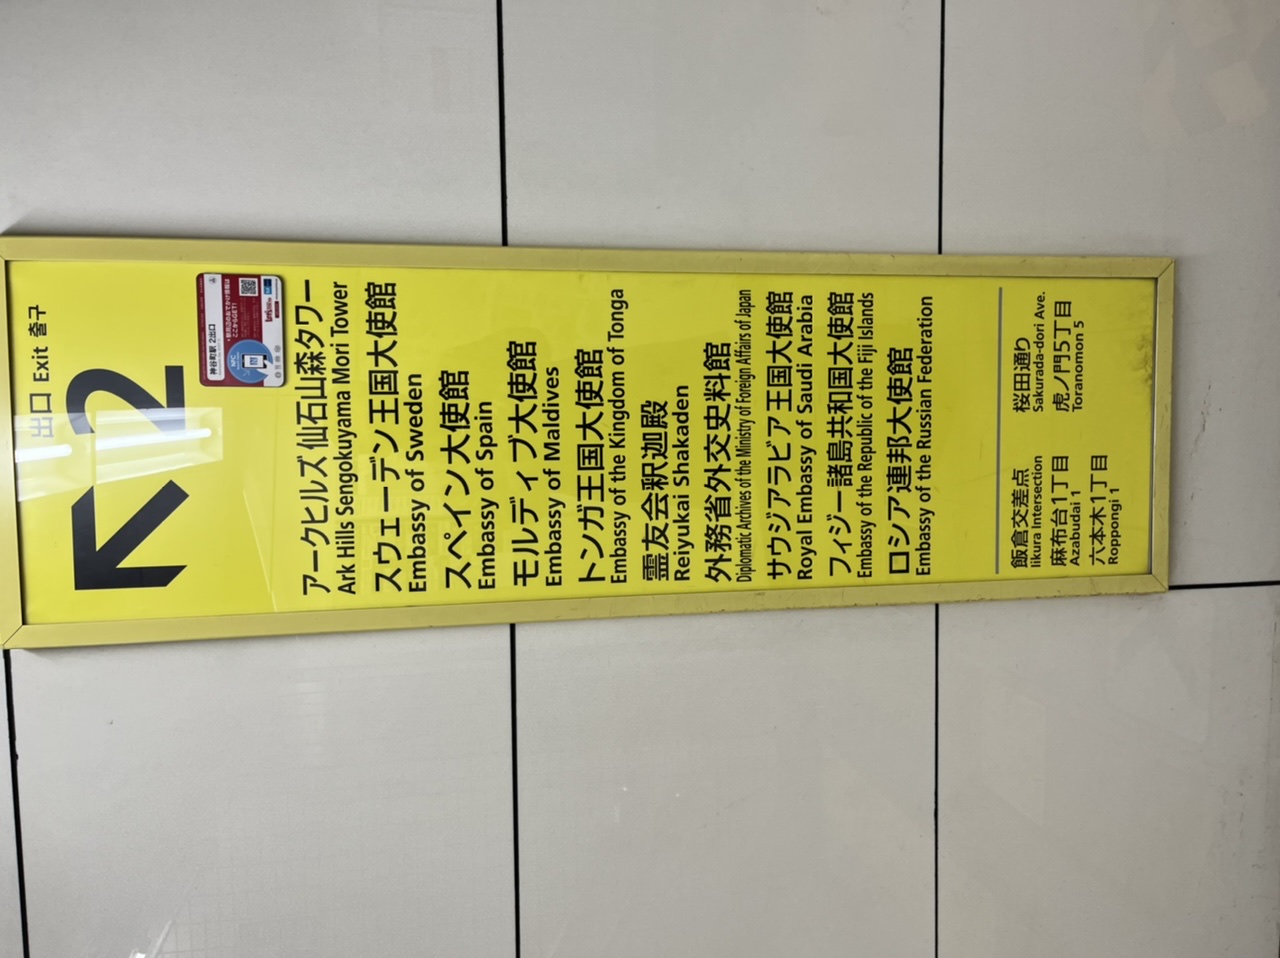 出口 Exit 출구
2
神谷町駅 2出口
NFC
アークヒルズ仙石山森タワー
Ark Hills Sengokuyama Mori Tower
スウェーデン王国大使館
Embassy of Sweden
スペイン大使館
Embassy of Spain
モルディブ大使館
Embassy of Maldives
トンガ王国大使館
Embassy of the Kingdom of Tonga
霊友会釈迦殿
Reiyukai Shakaden
外務省外交史料館
Diplomatic Archives of the Ministry of Foreign Affairs of Japan
サウジアラビア王国大使館
Royal Embassy of Saudi Arabia
フィジー諸島共和国大使館
Embassy of the Republic of the Fiji Islands
ロシア連邦大使館
Embassy of the Russian Federation
飯倉交差点
Iikura Intersection
麻布台1丁目
Azabudai 1
六本木1丁目
Roppongi 1
桜田通り
Sakurada-dori Ave.
虎ノ門5丁目
Toranomon 5